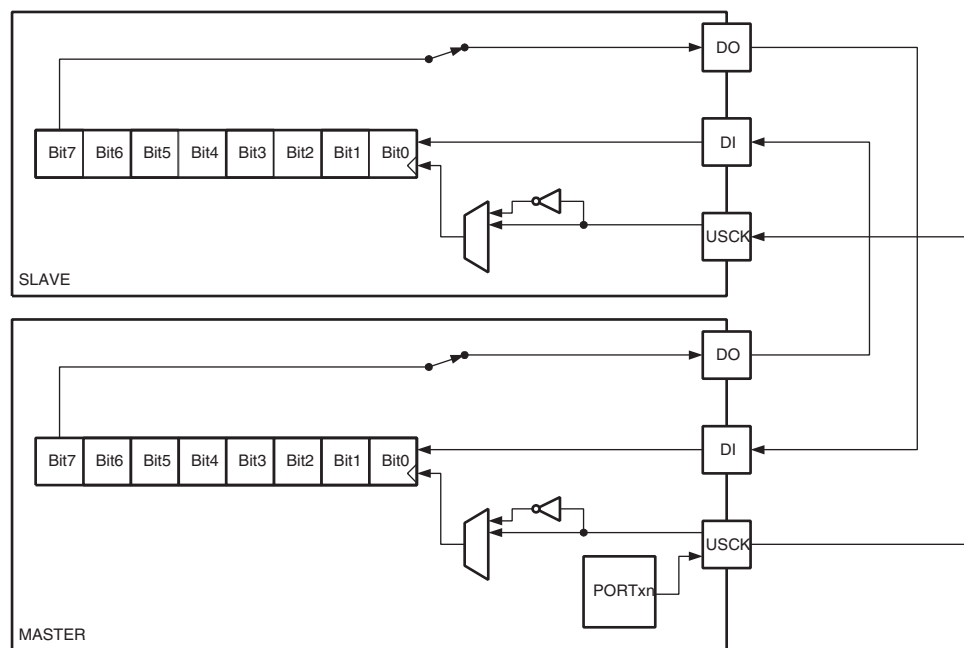 DO
Bit7 Bit6 Bit5 Bit4 Bit3 Bit2 Bit1 Bit0
DI
USCK
SLAVE
DO
Bit7 Bit6 Bit5 Bit4 Bit3 Bit2 Bit1 Bit0
DI
USCK
PORTxn
MASTER